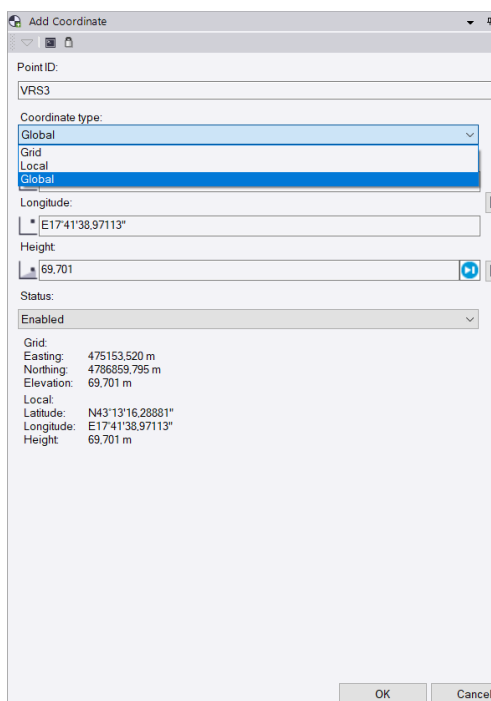 Add Coordinate
Point ID:
VRS3
Coordinate type:
Global
Grid
Local
Global
Longitude:
E17°41'38,97113"
Height:
69,701
Status:
Enabled
Grid:
Easting: 475153,520 m
Northing: 4786859,795 m
Elevation: 69,701 m
Local:
Latitude: N43°13'16,28881"
Longitude: E17°41'38,97113"
Height: 69,701 m
OK Cancel